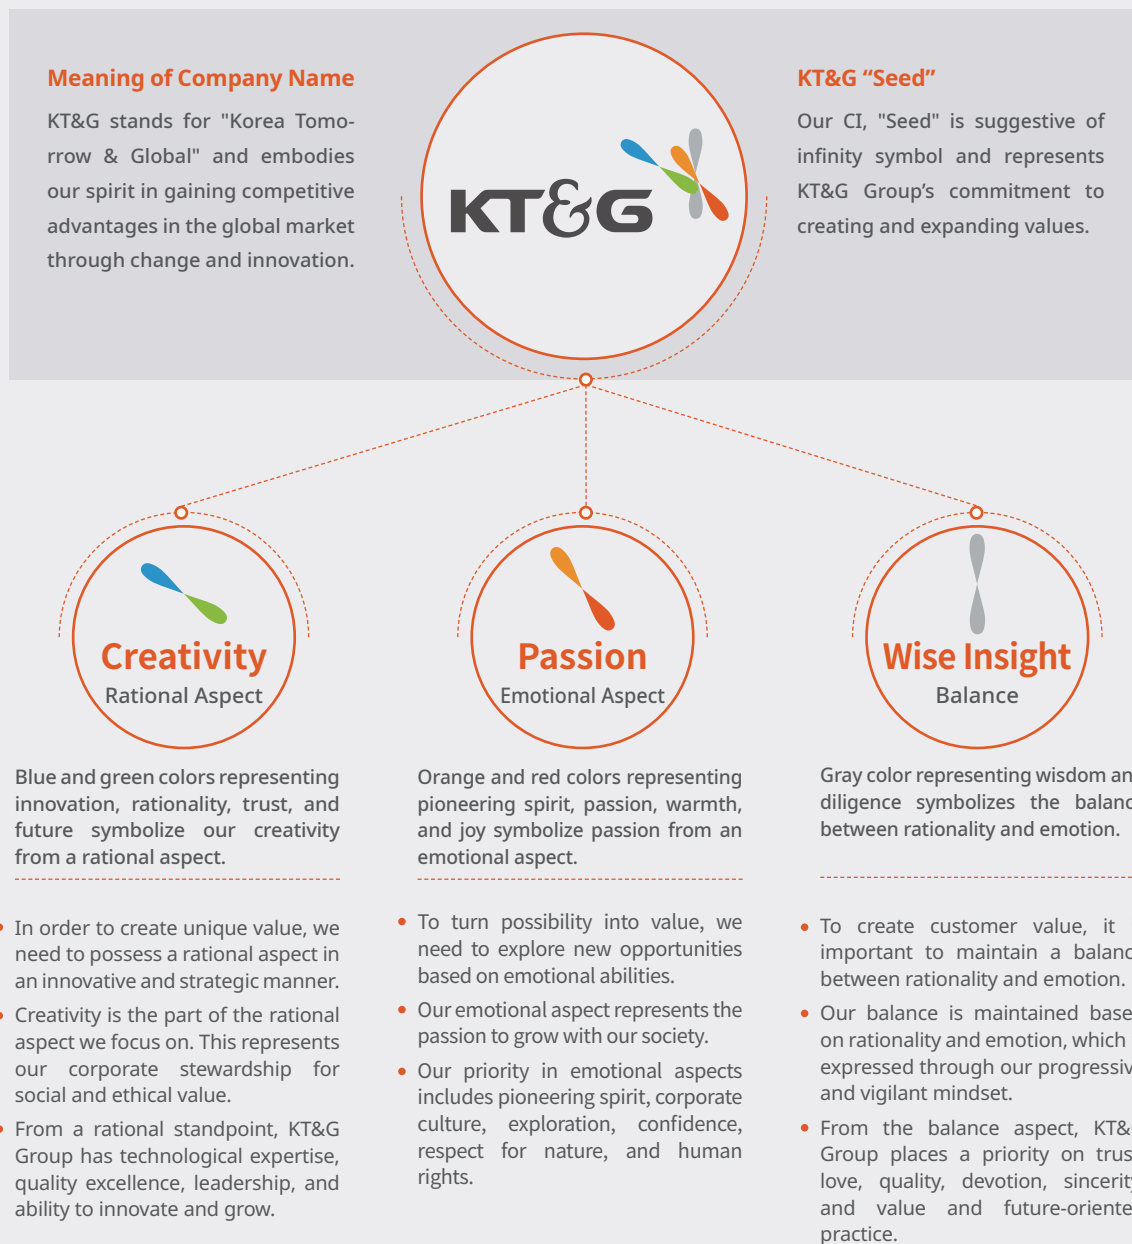 Meaning of Company Name
KT&G stands for "Korea Tomo-
rrow & Global" and embodies
our spirit in gaining competitive
advantages in the global market
through change and innovation.
KT&G
KT&G “Seed”
Our CI, "Seed" is suggestive of
infinity symbol and represents
KT&G Group’s commitment to
creating and expanding values.
Creativity
Rational Aspect
Blue and green colors representing
innovation, rationality, trust, and
future symbolize our creativity
from a rational aspect.
• In order to create unique value, we
need to possess a rational aspect in
an innovative and strategic manner.
• Creativity is the part of the rational
aspect we focus on. This represents
our corporate stewardship for
social and ethical value.
• From a rational standpoint, KT&G
Group has technological expertise,
quality excellence, leadership, and
ability to innovate and grow.
Passion
Emotional Aspect
Orange and red colors representing
pioneering spirit, passion, warmth,
and joy symbolize passion from an
emotional aspect.
• To turn possibility into value, we
need to explore new opportunities
based on emotional abilities.
• Our emotional aspect represents the
passion to grow with our society.
• Our priority in emotional aspects
includes pioneering spirit, corporate
culture, exploration, confidence,
respect for nature, and human
rights.
Wise Insight
Balance
Gray color representing wisdom an
diligence symbolizes the balanc
between rationality and emotion.
• To create customer value, it
important to maintain a balanc
between rationality and emotion.
• Our balance is maintained base
on rationality and emotion, which
expressed through our progressiv
and vigilant mindset.
• From the balance aspect, KT&
Group places a priority on trus
love, quality, devotion, sincerity
and value and future-oriente
practice.